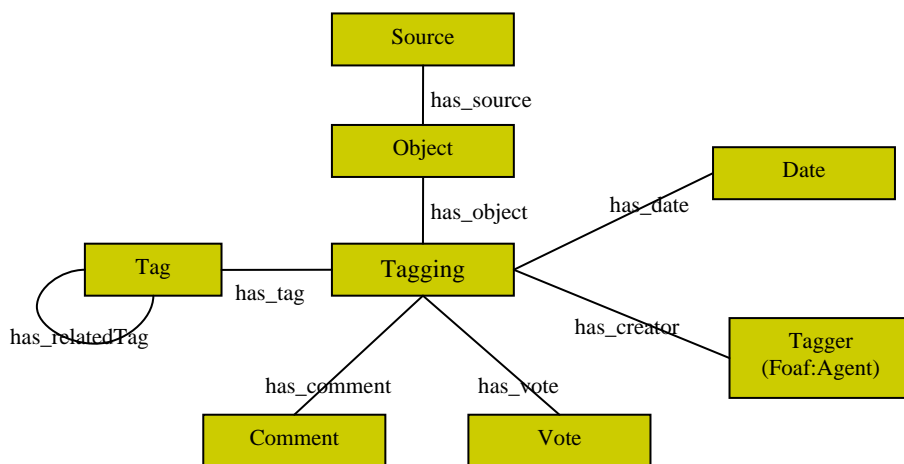 Source
has_source
Object
Date
has_date
has_object
Tag
Tagging
has_tag
has_relatedTag
has_creator
Tagger
(Foaf:Agent)
has_comment
has_vote
Comment
Vote